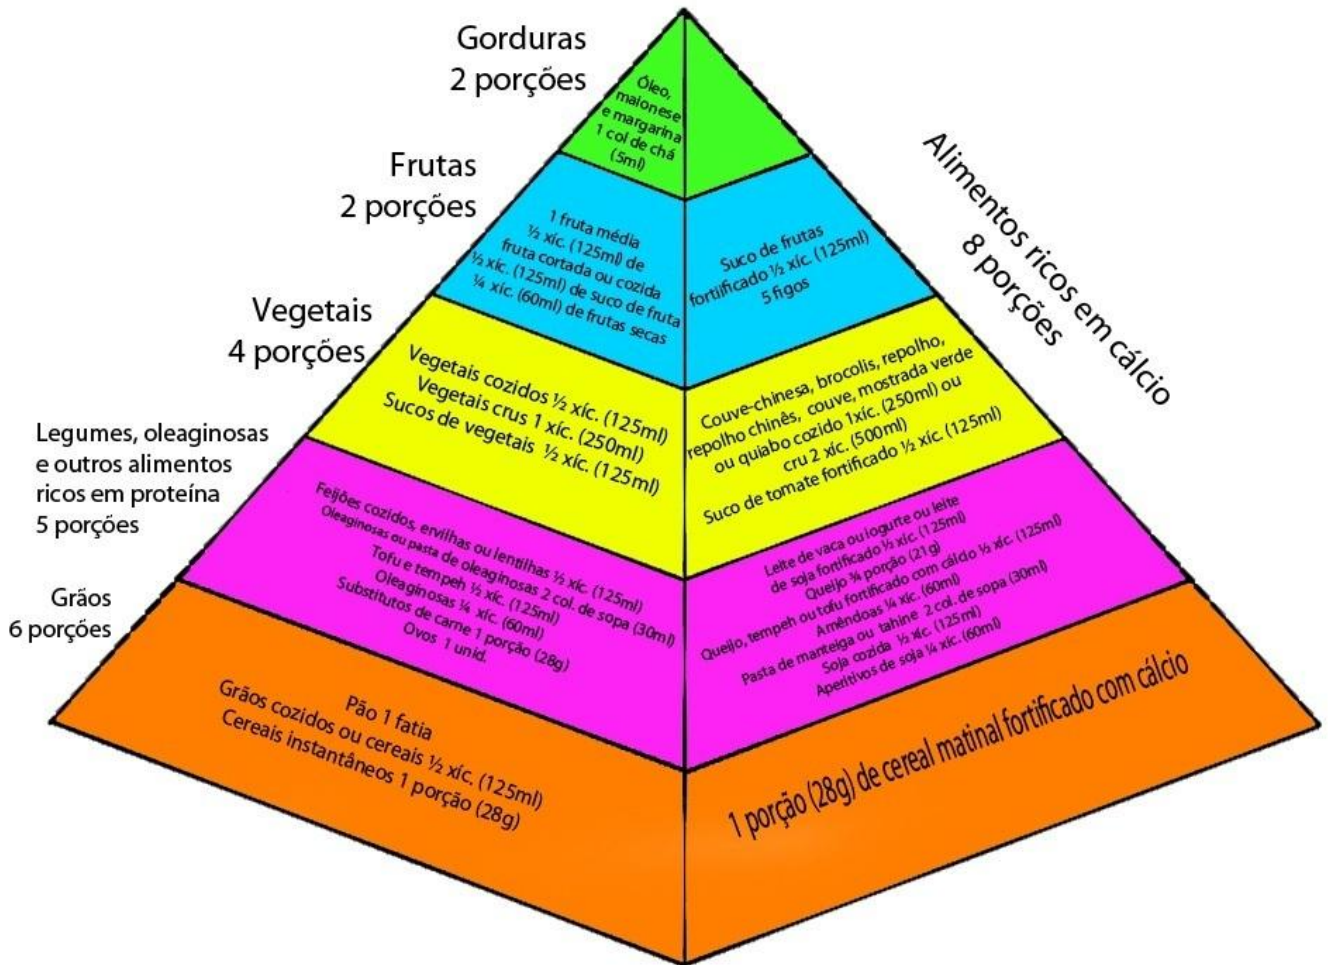 Gorduras
2 porções
Óleo,
maionese
e margarina
1 col de chá
(5ml)
Frutas
2 porções
1 fruta média
½ xíc. (125ml) de
fruta cortada ou cozida
½ xíc. (125ml) de suco de fruta
¼ xíc. (60ml) de frutas secas
Suco de frutas
fortilficado ½ xíc. (125ml)
5 figos
Alimentos ricos em cálcio
8 porções
Vegetais
4 porções
Vegetais cozidos ½ xíc. (125ml)
Vegetais crus 1 xíc. (250ml)
Sucos de vegetais ½ xíc. (125ml)
Couve-chinesa, brocolis, repolho,
repolho chinês, couve, mostrada verde
ou quiabo cozido 1xíc. (250ml) ou
cru 2 xíc. (500ml)
Suco de tomate fortificado ½ xíc. (125ml)
Legumes, oleaginosas
e outros alimentos
ricos em proteína
5 porções
Feijões cozidos, ervilhas ou lentilhas ½ xíc. (125ml)
Oleaginosas ou pasta de oleaginosas 2 col. de sopa (30ml)
Tofu e tempeh ½ xíc. (125ml)
Oleaginosas ¼ xíc. (60ml)
Substitutos de carne 1 porção (28g)
Ovos 1 unid.
Leite de vaca ou Iogurte ou leite
de soja fortificado ½ xíc. (125ml)
Queijo ¾ porção (21g)
Queijo, tempeh ou tofu fortificado com cálcio ½ xíc. (125ml)
Amêndoas ¼ xíc. (60ml)
Pasta de manteiga ou tahine 2 col. de sopa (30ml)
Soja cozida ½ xíc. (125ml)
Aperitivos de soja ¼ xíc. (60ml)
Grãos
6 porções
Pão 1 fatia
Grãos cozidos ou cereais ½ xíc. (125ml)
Cereais instantâneos 1 porção (28g)
1 porção (28g) de cereal matinal fortificado com cálcio